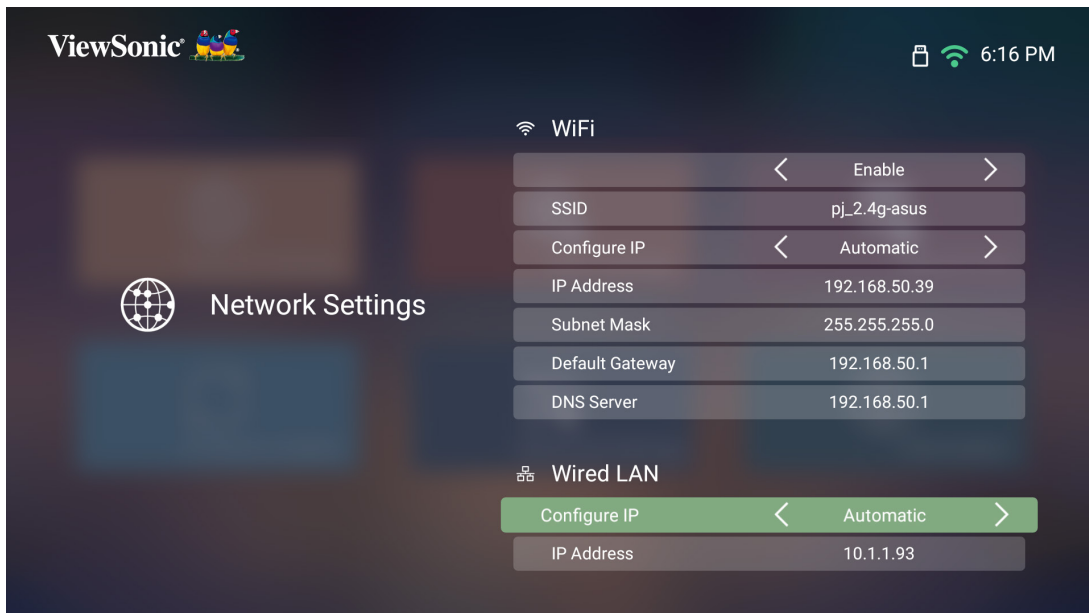 ViewSonic®
6:16 PM
WiFi
Enable
SSID pj_2.4g-asus
Configure IP Automatic
IP Address 192.168.50.39
Network Settings
Subnet Mask 255.255.255.0
Default Gateway 192.168.50.1
DNS Server 192.168.50.1
Wired LAN
Configure IP Automatic
IP Address 10.1.1.93